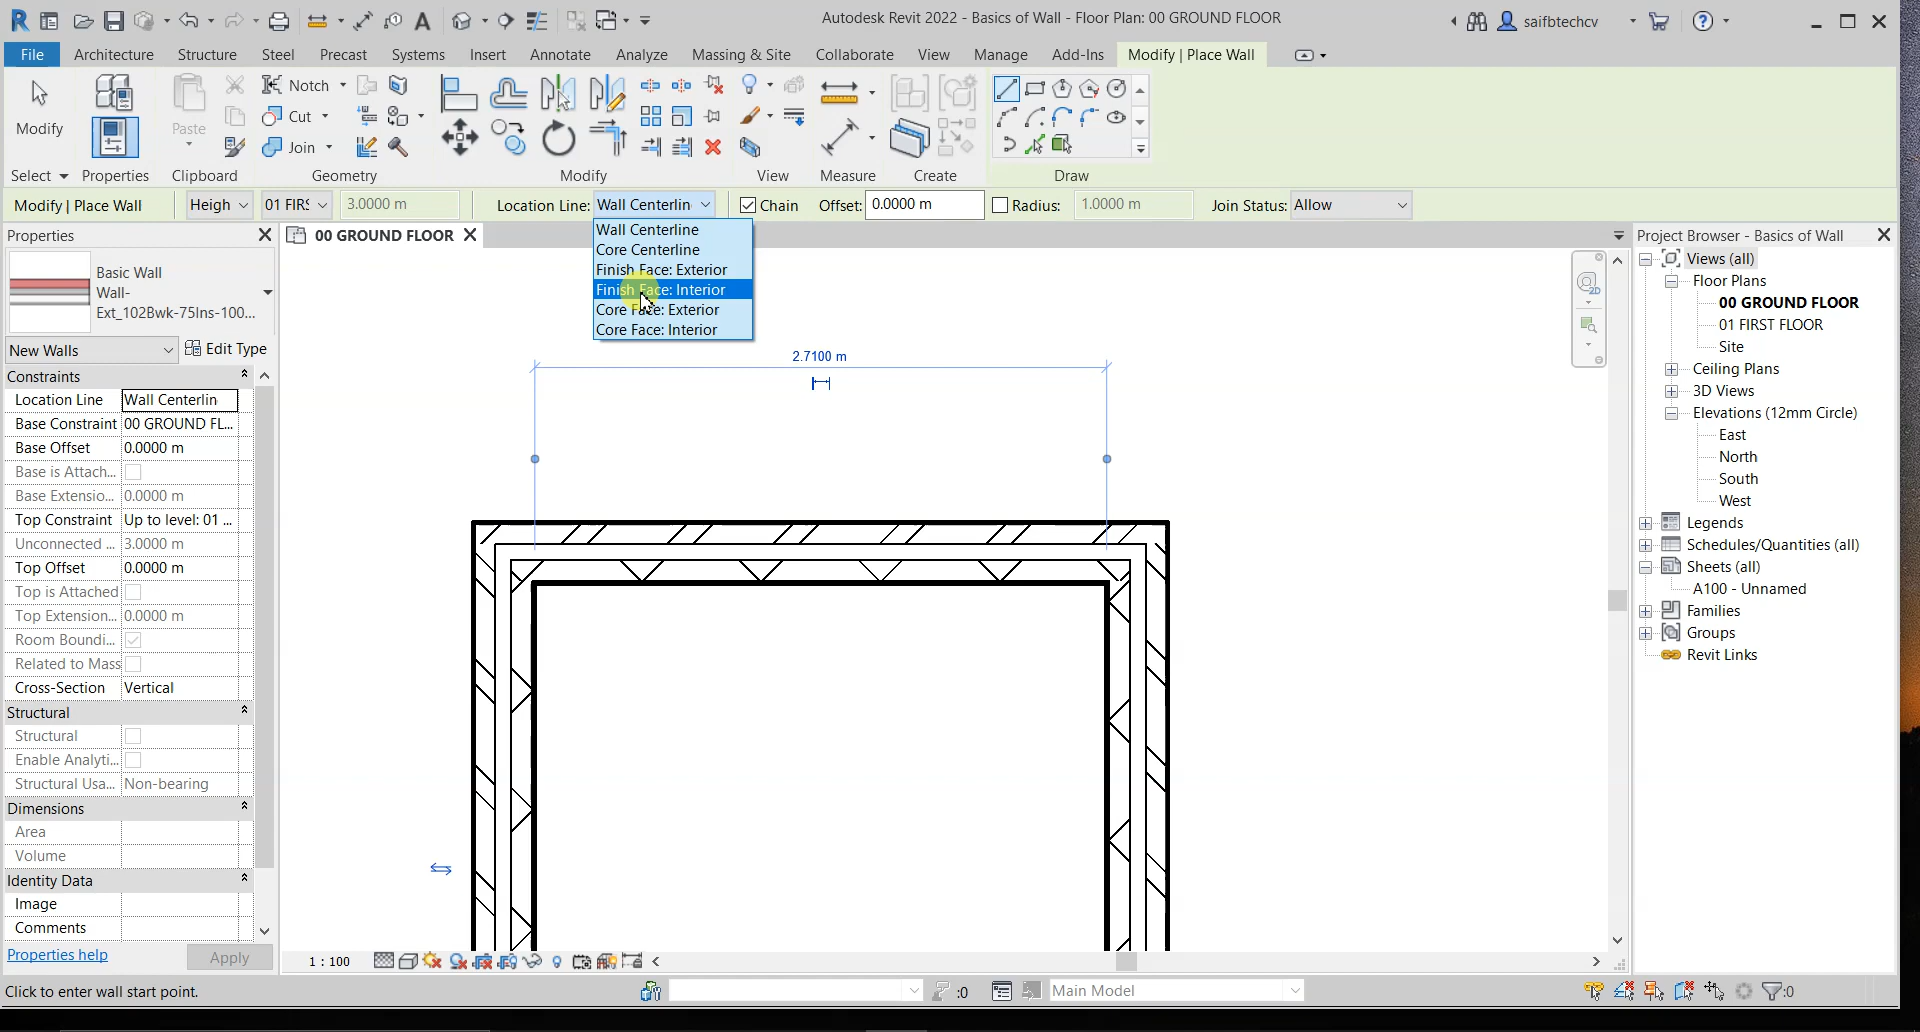 Autodesk Revit 2022 - Basics of Wall - Floor Plan: 00 GROUND FLOOR
saifbtechcv
File Architecture Structure Steel Precast Systems Insert Annotate Analyze Massing & Site Collaborate View Manage Add-Ins Modify | Place Wall
Modify
Paste
Notch
Cut
Join
Select Properties Clipboard Geometry Modify View Measure Create Draw
Modify | Place Wall Heigh 01 FIRS 3.0000 m Location Line: Wall Centerlin Chain Offset: 0.0000 m Radius: 1.0000 m Join Status: Allow
Wall Centerline
Core Centerline
Finish Face: Exterior
Finish Face: Interior
Core Face: Exterior
Core Face: Interior
Properties
Basic Wall
Wall-
Ext_102Bwk-75Ins-100...
New Walls Edit Type
Constraints
Location Line Wall Centerlin
Base Constraint 00 GROUND FL...
Base Offset 0.0000 m
Base is Attach...
Base Extensio... 0.0000 m
Top Constraint Up to level: 01 ...
Unconnected ... 3.0000 m
Top Offset 0.0000 m
Top is Attached
Top Extension... 0.0000 m
Room Boundi...
Related to Mass
Cross-Section Vertical
Structural
Structural
Enable Analyti...
Structural Usa... Non-bearing
Dimensions
Area
Volume
Identity Data
Image
Comments
Properties help Apply
00 GROUND FLOOR
2.7100 m
2D
1 : 100
Project Browser - Basics of Wall
Views (all)
Floor Plans
00 GROUND FLOOR
01 FIRST FLOOR
Site
Ceiling Plans
3D Views
Elevations (12mm Circle)
East
North
South
West
Legends
Schedules/Quantities (all)
Sheets (all)
A100 - Unnamed
Families
Groups
Revit Links
Click to enter wall start point.
:0
Main Model
:0